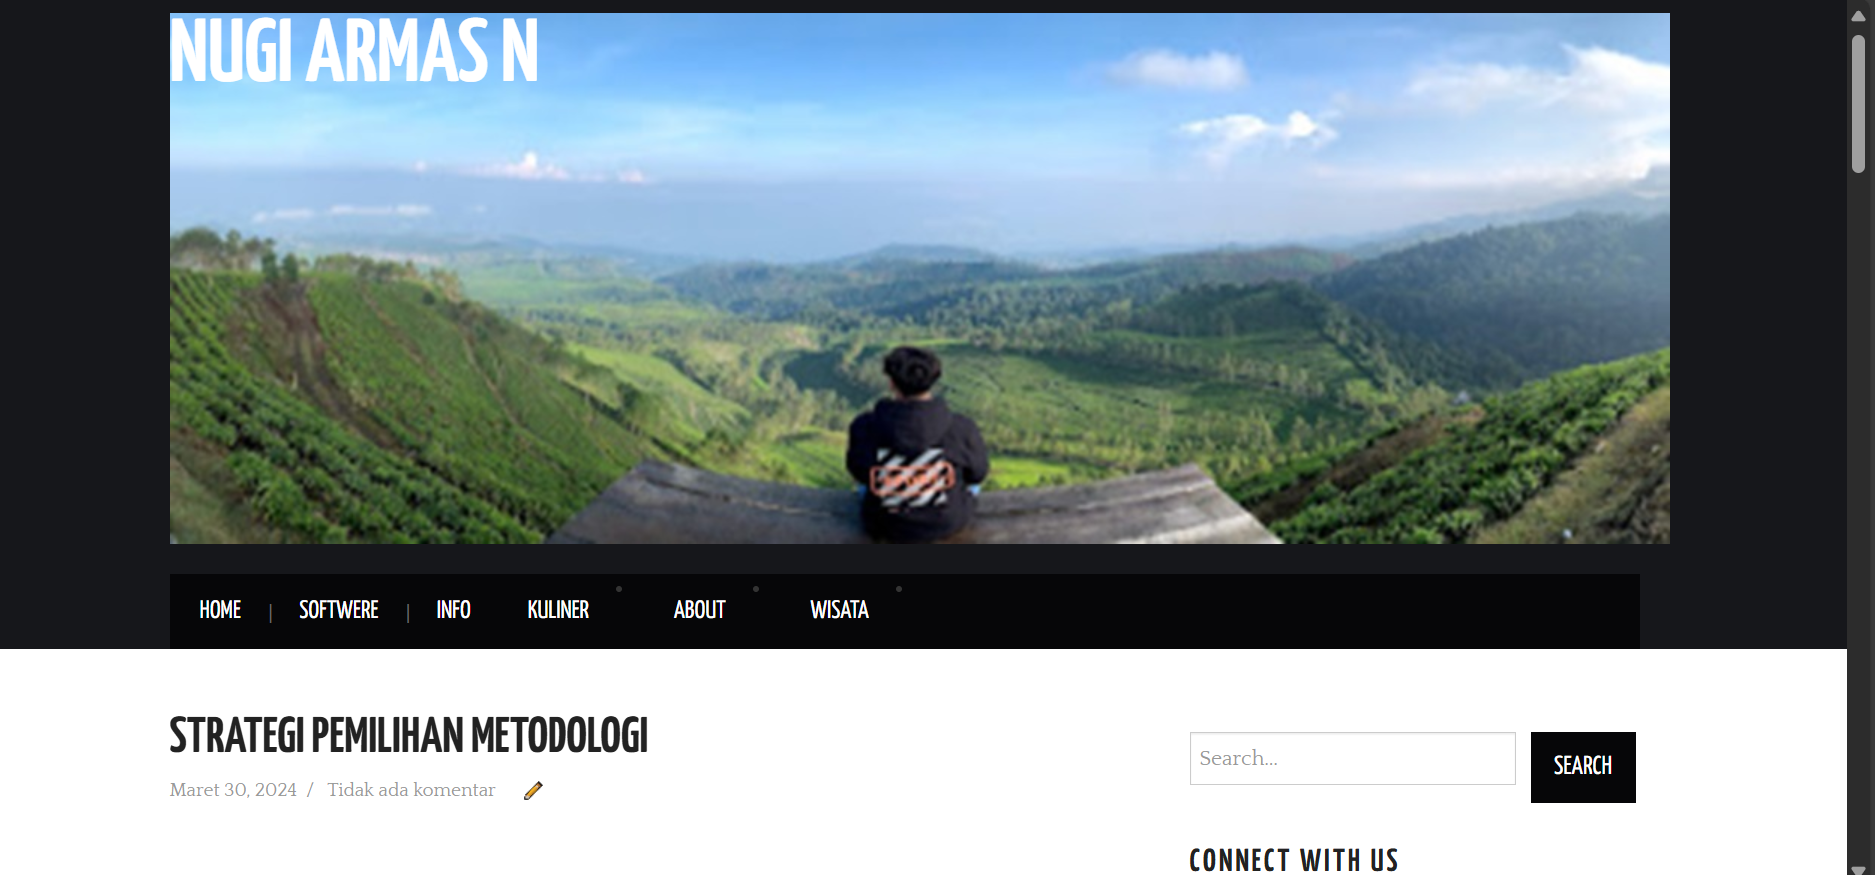 NUGI ARMAS N
HOME | SOFTWERE | INFO KULINER ABOUT WISATA
STRATEGI PEMILIHAN METODOLOGI
Maret 30, 2024 / Tidak ada komentar
Search...
SEARCH
CONNECT WITH US